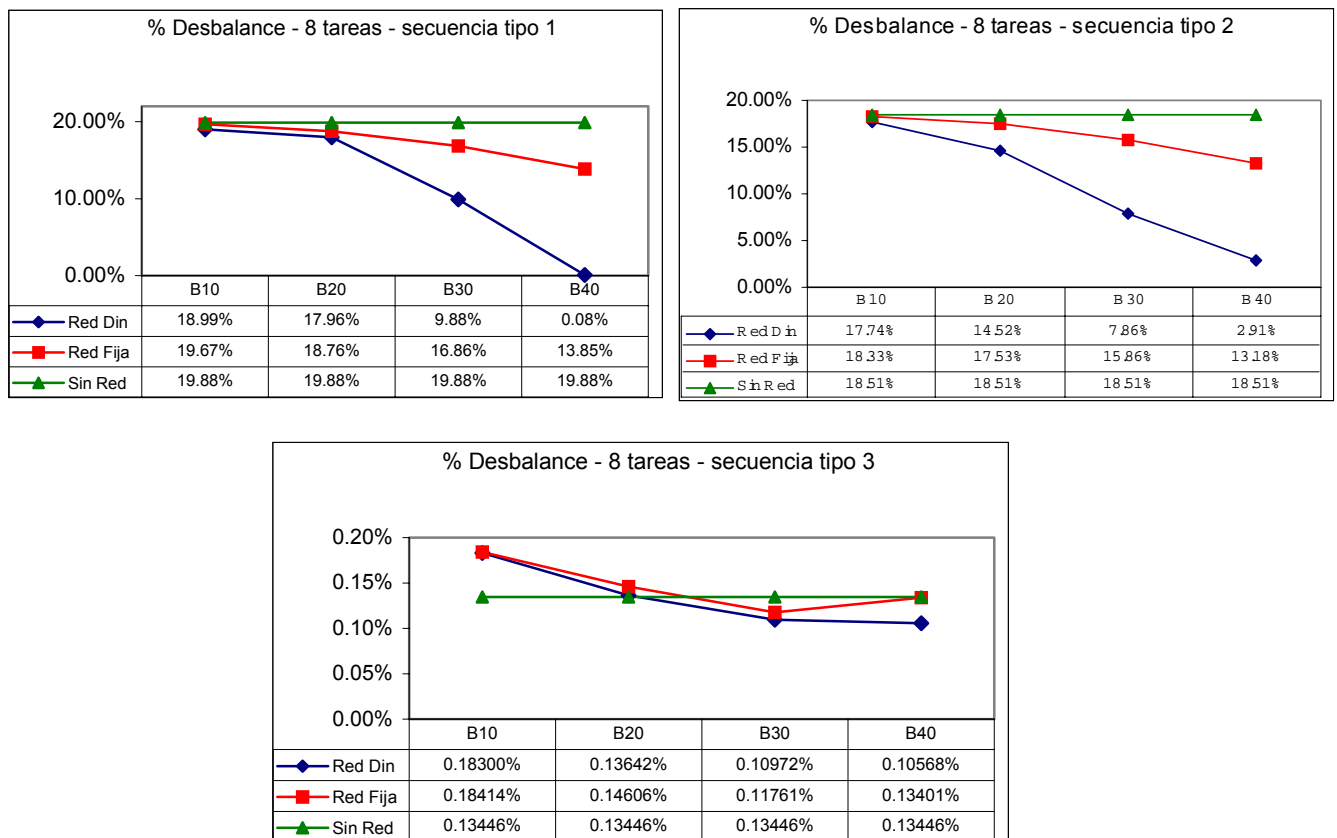 % Desbalance - 8 tareas - secuencia tipo 1
20.00%
10.00%
0.00%
B10 B20 B30 B40
Red Din 18.99% 17.96% 9.88% 0.08%
Red Fija 19.67% 18.76% 16.86% 13.85%
Sin Red 19.88% 19.88% 19.88% 19.88%
% Desbalance - 8 tareas - secuencia tipo 2
20.00%
15.00%
10.00%
5.00%
0.00%
B10 B20 B30 B40
Red Din 17.74% 14.52% 7.86% 2.91%
Red Fija 18.33% 17.53% 15.86% 13.18%
Sin Red 18.51% 18.51% 18.51% 18.51%
% Desbalance - 8 tareas - secuencia tipo 3
0.20%
0.15%
0.10%
0.05%
0.00%
B10 B20 B30 B40
Red Din 0.18300% 0.13642% 0.10972% 0.10568%
Red Fija 0.18414% 0.14606% 0.11761% 0.13401%
Sin Red 0.13446% 0.13446% 0.13446% 0.13446%